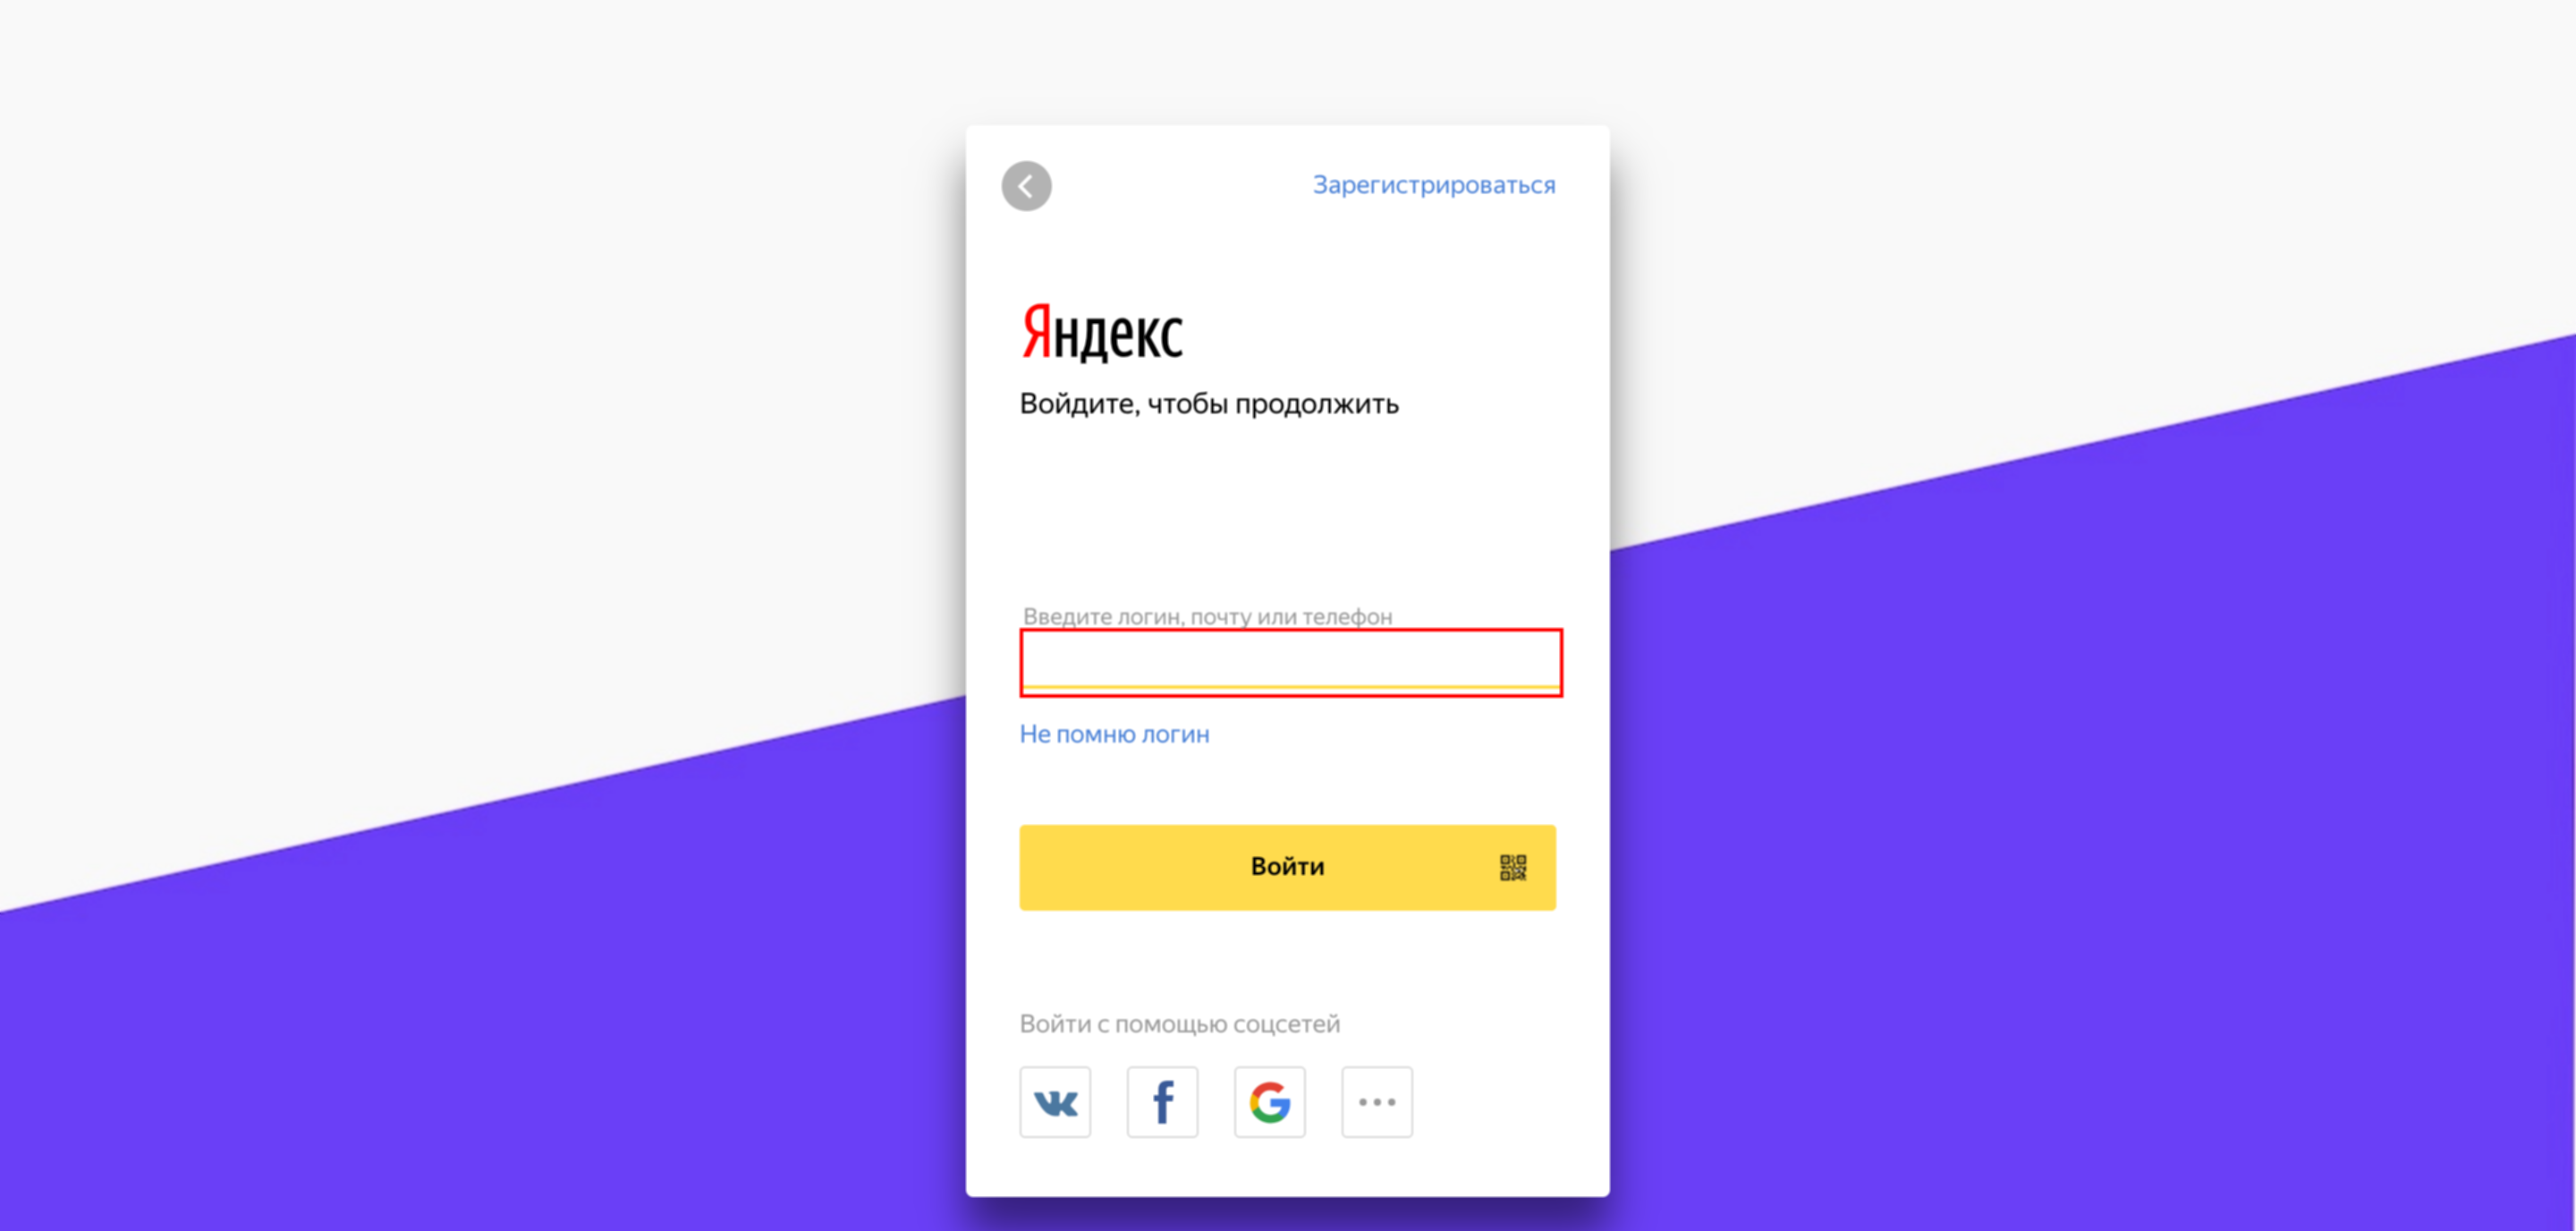 Зарегистрироваться
Яндекс
Войдите, чтобы продолжить
Введите логин, почту или телефон
Не помню логин
Войти
Войти с помощью соцсетей